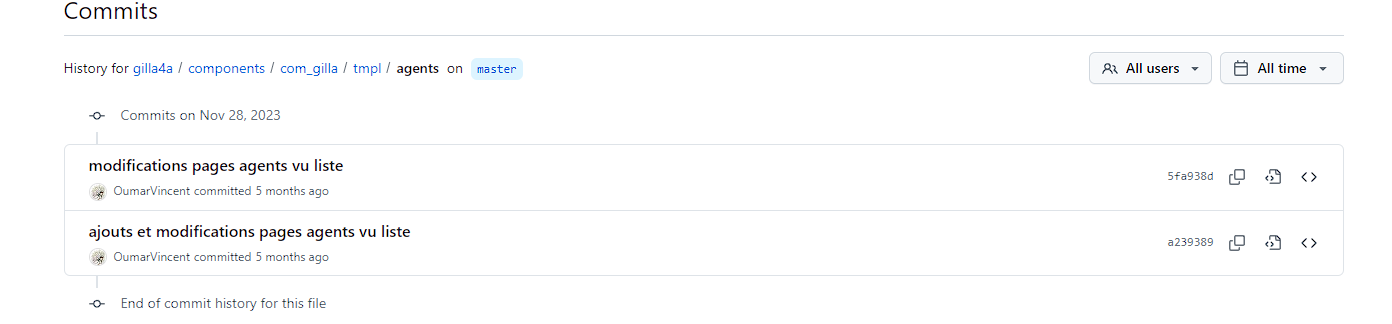 Commits
History for gilla4a / components / com_gilla / tmpl / agents on master
All users
All time
Commits on Nov 28, 2023
modifications pages agents vu liste
5fa938d
OumarVincent committed 5 months ago
ajouts et modifications pages agents vu liste
a239389
OumarVincent committed 5 months ago
End of commit history for this file